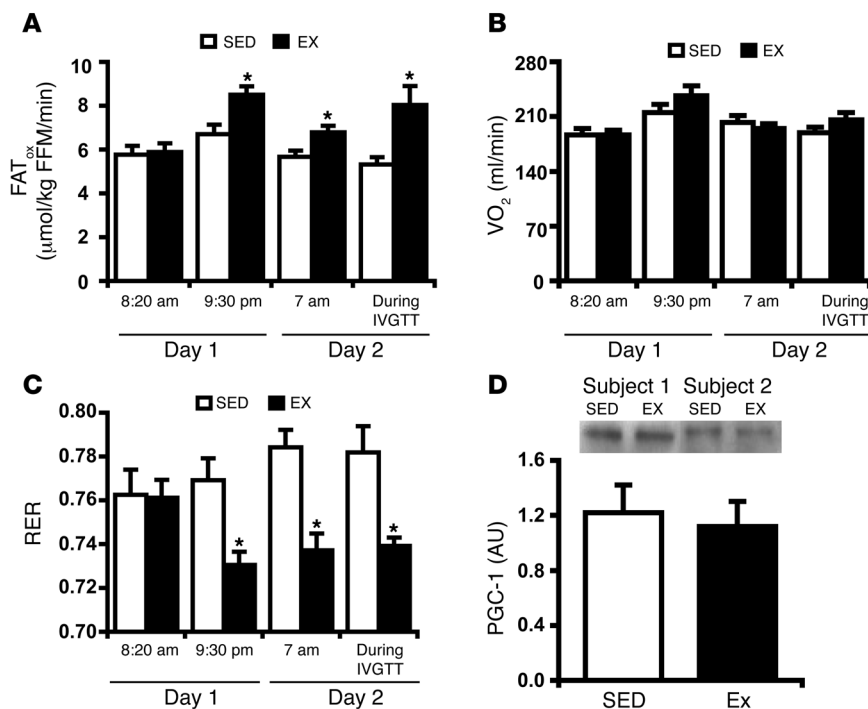 A
SED EX
FATox
(μmol/kg FFM/min)
10
8
6
4
2
0
*
*
*
8:20 am 9:30 pm 7 am During
IVGTT
Day 1 Day 2
B
SED EX
VO2 (ml/min)
280
210
140
70
0
8:20 am 9:30 pm 7 am During
IVGTT
Day 1 Day 2
C
SED EX
RER
0.80
0.78
0.76
0.74
0.72
0.70
*
*
*
8:20 am 9:30 pm 7 am During
IVGTT
Day 1 Day 2
D
Subject 1 Subject 2
SED EX SED EX
PGC-1 (AU)
1.6
1.2
0.8
0.4
0.0
SED Ex